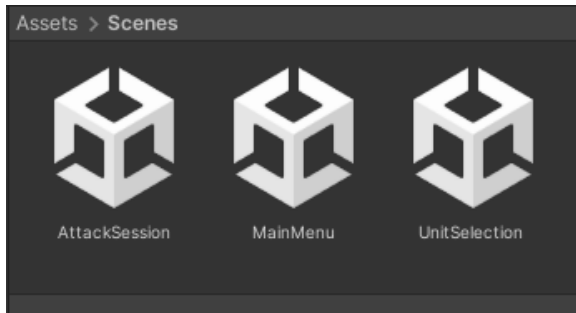 Assets > Scenes
AttackSession
MainMenu
UnitSelection